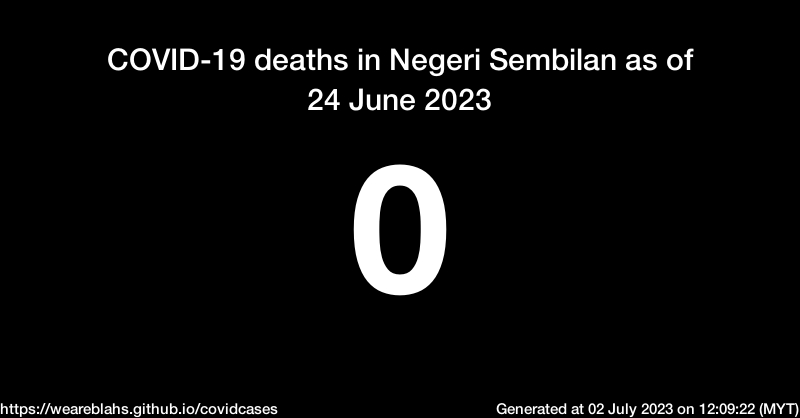 COVID-19 deaths in Negeri Sembilan as of
24 June 2023
0
https://weareblahs.github.io/covidcases
Generated at 02 July 2023 on 12:09:22 (MYT)